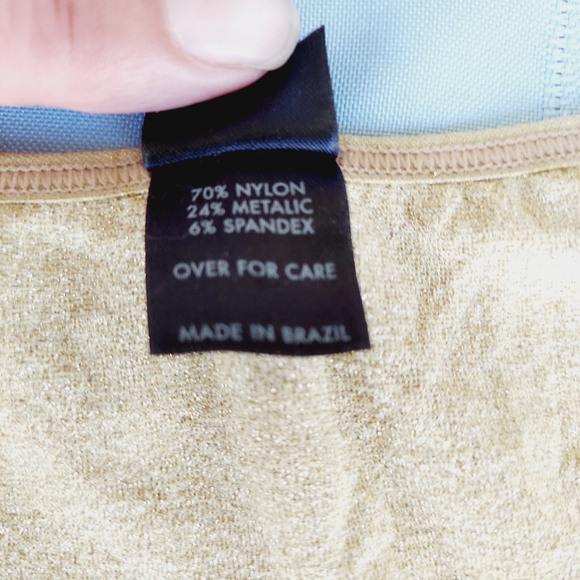 70% NYLON
24% METALIC
6% SPANDEX
OVER FOR CARE
MADE IN BRAZIL